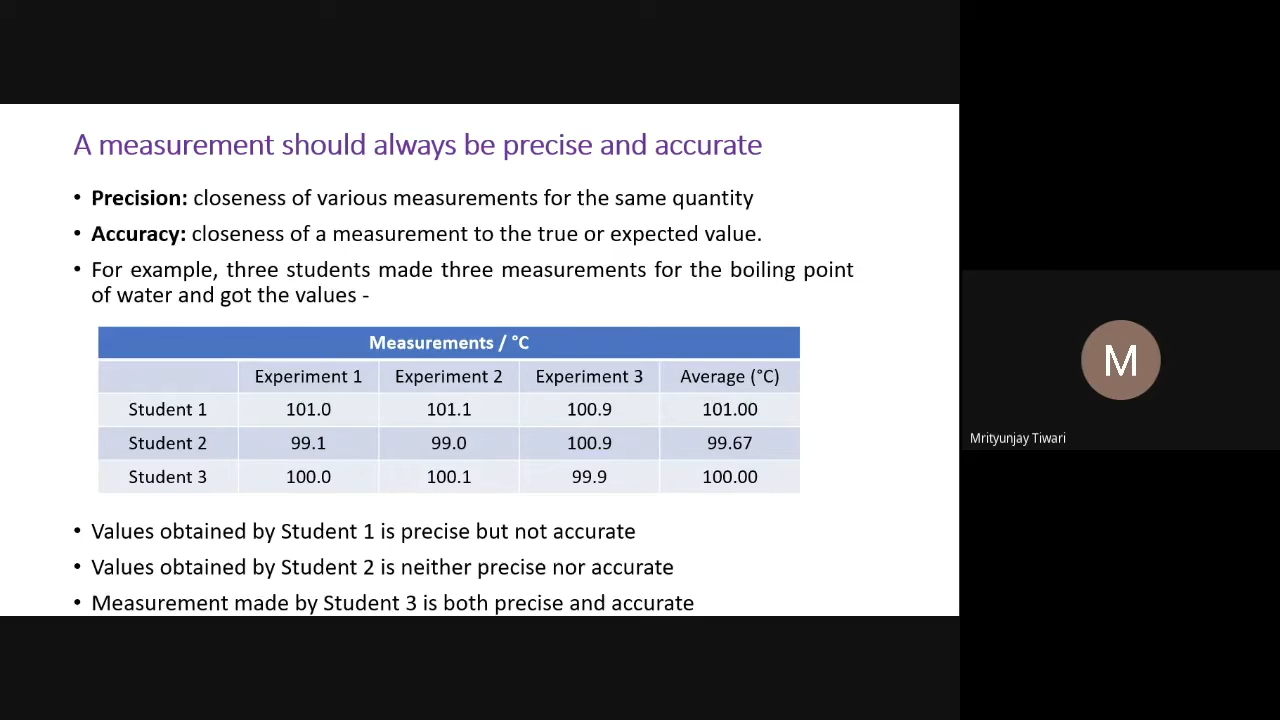 A measurement should always be precise and accurate
• Precision: closeness of various measurements for the same quantity
• Accuracy: closeness of a measurement to the true or expected value.
• For example, three students made three measurements for the boiling point
of water and got the values -
Measurements / °C
Experiment 1 Experiment 2 Experiment 3 Average (°C)
Student 1 101.0 101.1 100.9 101.00
Student 2 99.1 99.0 100.9 99.67
Student 3 100.0 100.1 99.9 100.00
• Values obtained by Student 1 is precise but not accurate
• Values obtained by Student 2 is neither precise nor accurate
• Measurement made by Student 3 is both precise and accurate
M
Mrityunjay Tiwari